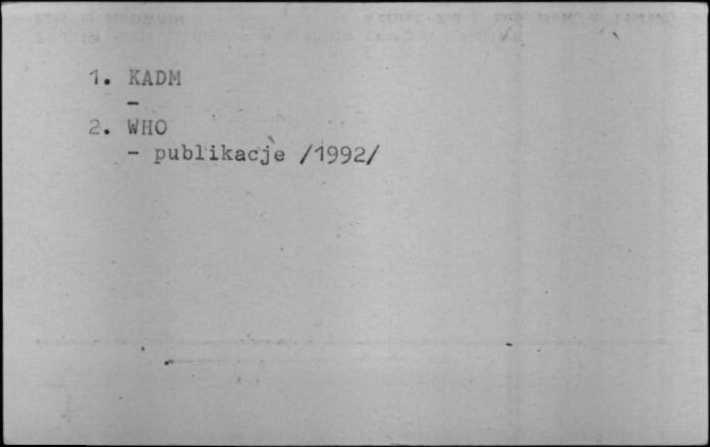 1. KADM
-
2. WHO
- publikacje /1992/